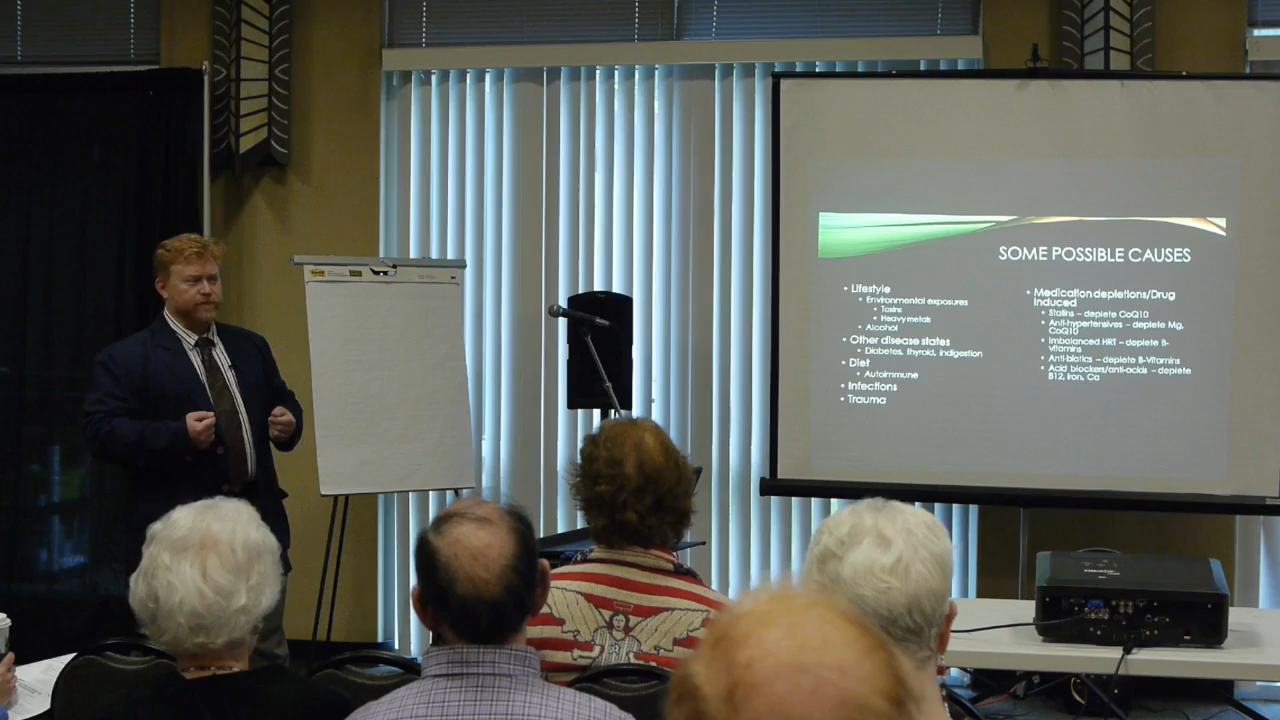 SOME POSSIBLE CAUSES
• Lifestyle
• Environmental exposures
• Toxins
• Heavy metals
• Alcohol
• Other disease states
• Diabetes, thyroid, indigestion
• Diet
• Autoimmune
• Infections
• Trauma
• Medication depletions/Drug
Induced
• Statins – deplete CoQ10
• Anti-hypertensives – deplete Mg,
CoQ10
• Imbalanced HRT – deplete B-
vitamins
• Anti-biotics – deplete B-Vitamins
• Acid blockers/anti-acids – deplete
B12, Iron, Ca